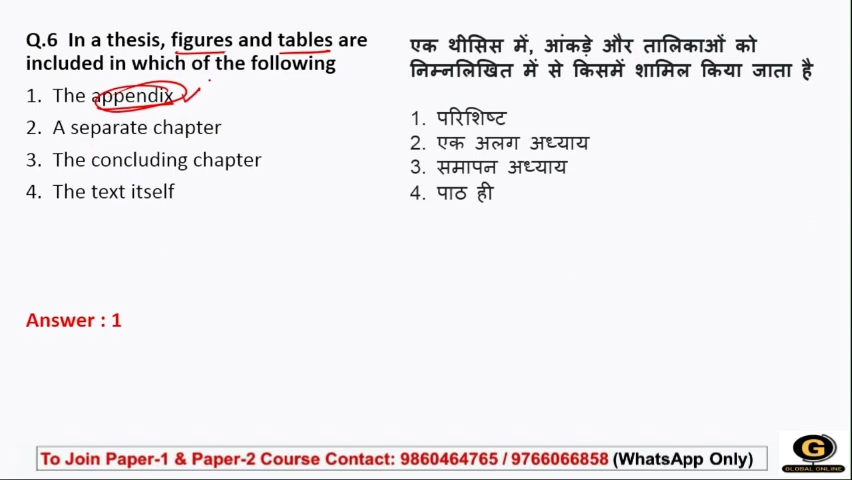 Q.6 In a thesis, figures and tables are
included in which of the following
1. The appendix
2. A separate chapter
3. The concluding chapter
4. The text itself
Answer : 1
एक थीसिस में, आंकड़े और तालिकाओं को
निम्नलिखित में से किसमें शामिल किया जाता है
1. परिशिष्ट
2. एक अलग अध्याय
3. समापन अध्याय
4. पाठ ही
To Join Paper-1 & Paper-2 Course Contact: 9860464765 / 9766066858 (WhatsApp Only)
G
GLOBAL ONLINE